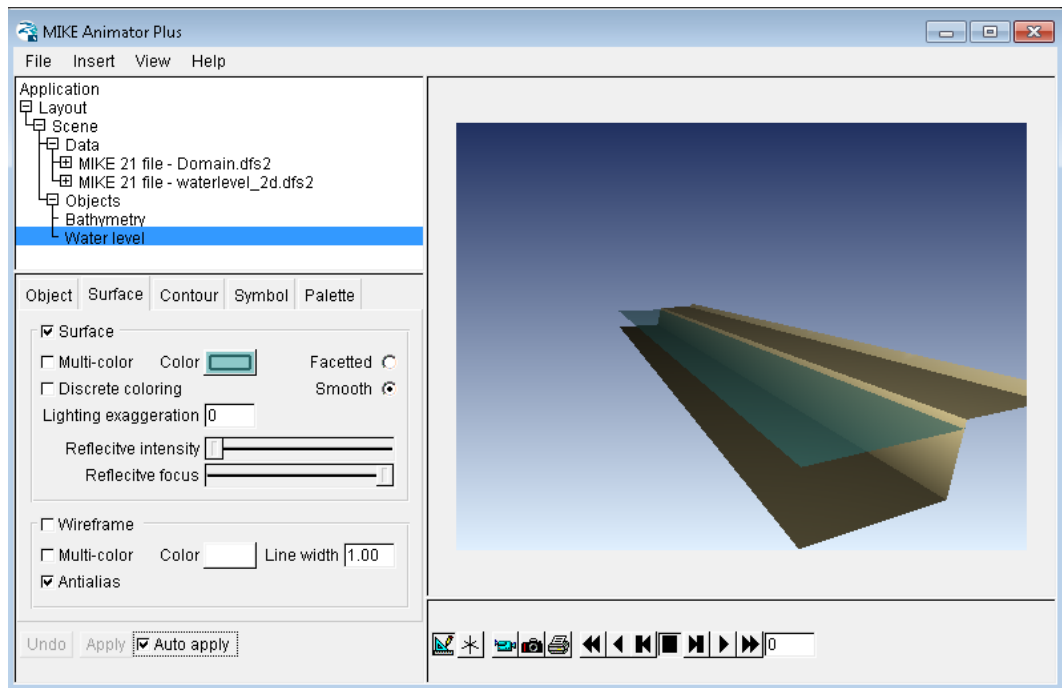 MIKE Animator Plus
File Insert View Help
Application
Layout
Scene
Data
MIKE 21 file - Domain.dfs2
MIKE 21 file - waterlevel_2d.dfs2
Objects
Bathymetry
Water level
Object Surface Contour Symbol Palette
Surface
Multi-color Color Facetted
Discrete coloring Smooth
Lighting exaggeration 0
Reflecitve intensity
Reflecitve focus
Wireframe
Multi-color Color Line width 1.00
Antialias
Undo Apply Auto apply 0